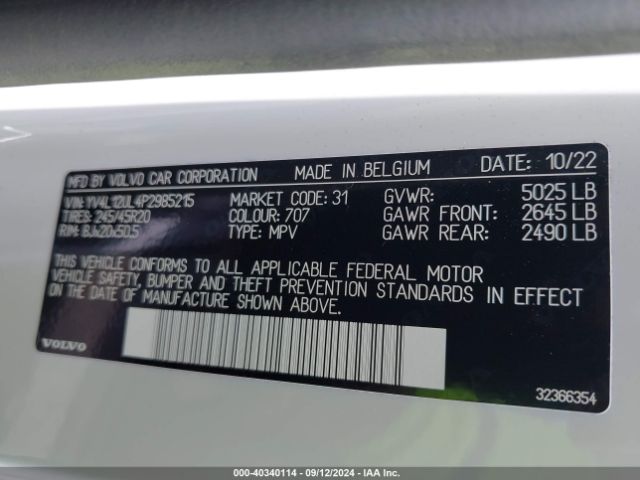 MFD BY VOLVO CAR CORPORATION MADE IN BELGIUM DATE: 10/22
VIN: YV4L12UL4P2985215 MARKET CODE: 31 GVWR: 5025 LB
TIRES: 245/45R20 COLOUR: 707 GAWR FRONT: 2645 LB
RIM: 8Jx20x50.5 TYPE: MPV GAWR REAR: 2490 LB
THIS VEHICLE CONFORMS TO ALL APPLICABLE FEDERAL MOTOR
VEHICLE SAFETY, BUMPER AND THEFT PREVENTION STANDARDS IN EFFECT
ON THE DATE OF MANUFACTURE SHOWN ABOVE.
VOLVO
32366354
000-40340114 - 09/12/2024 - IAA Inc.